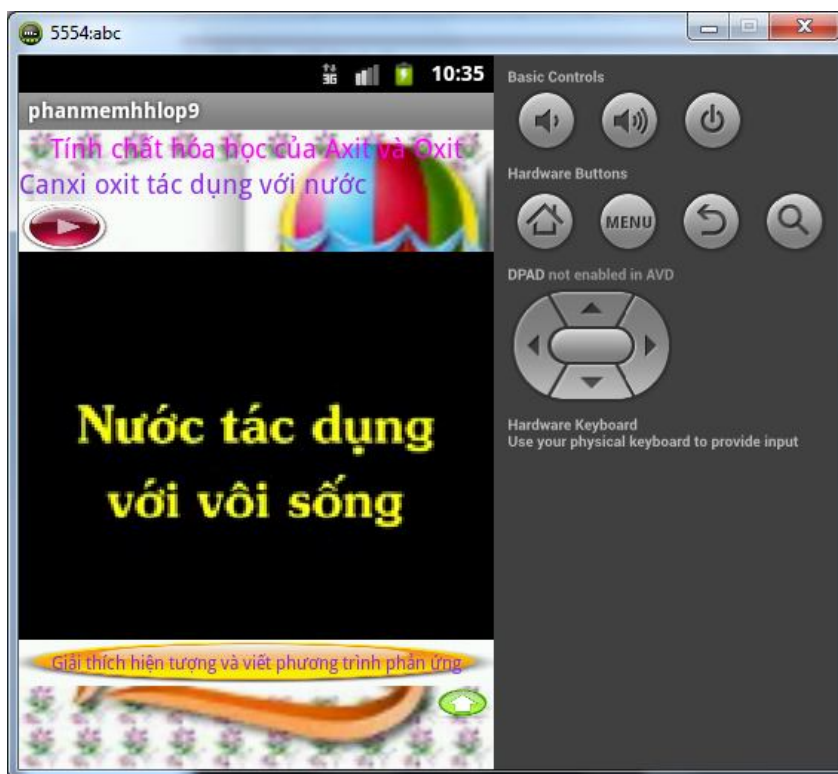 5554:abc
3G
10:35
phanmemhhlop9
Tính chất hóa học của Axit và Oxit
Canxi oxit tác dụng với nước
Nước tác dụng
với vôi sống
Giải thích hiện tượng và viết phương trình phản ứng
Basic Controls
Hardware Buttons
MENU
DPAD not enabled in AVD
Hardware Keyboard
Use your physical keyboard to provide input